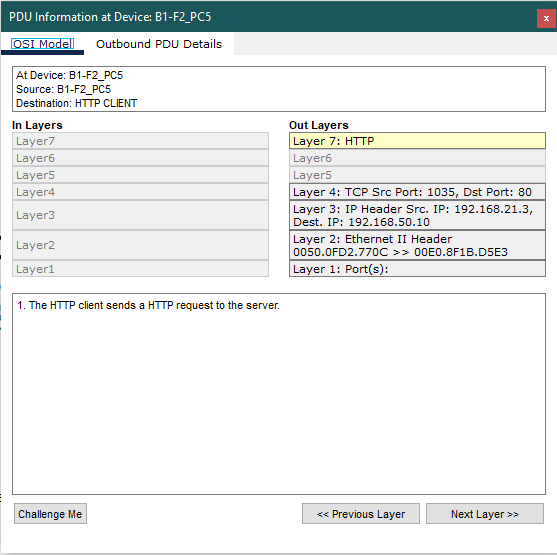 PDU Information at Device: B1-F2_PC5
x
OSI Model
Outbound PDU Details
At Device: B1-F2_PC5
Source: B1-F2_PC5
Destination: HTTP CLIENT
In Layers
Layer7
Layer6
Layer5
Layer4
Layer3
Layer2
Layer1
Out Layers
Layer 7: HTTP
Layer6
Layer5
Layer 4: TCP Src Port: 1035, Dst Port: 80
Layer 3: IP Header Src. IP: 192.168.21.3,
Dest. IP: 192.168.50.10
Layer 2: Ethernet II Header
0050.0FD2.770C >> 00E0.8F1B.D5E3
Layer 1: Port(s):
1. The HTTP client sends a HTTP request to the server.
Challenge Me
<< Previous Layer
Next Layer >>